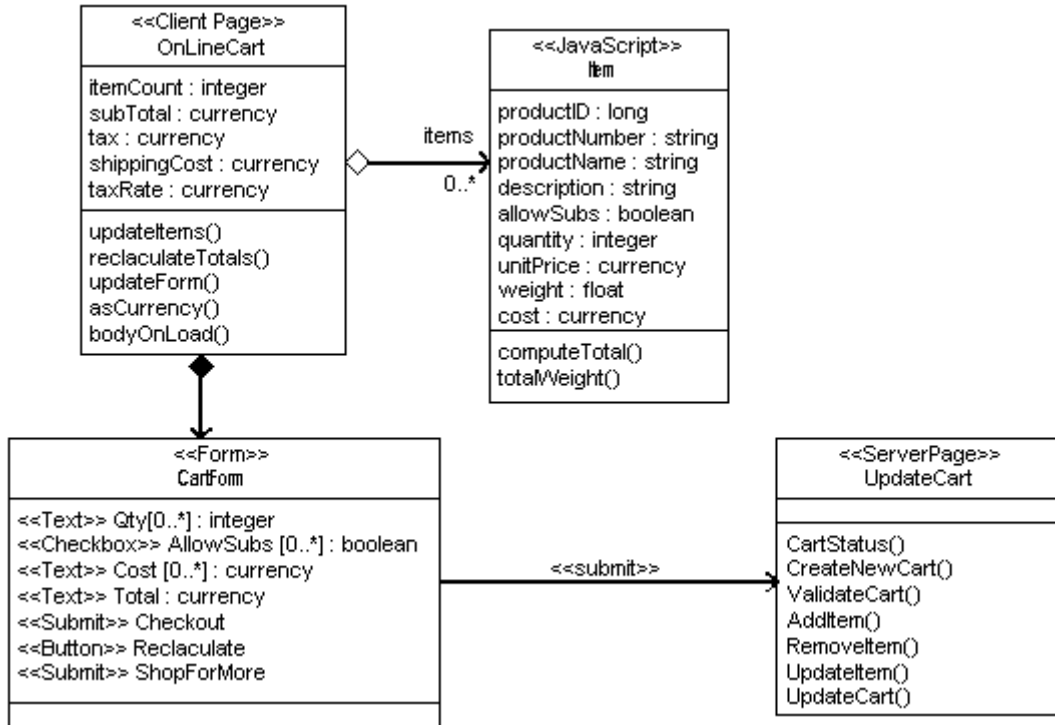 <<Client Page>>
OnLineCart
itemCount : integer
subTotal : currency
tax : currency
shippingCost : currency
taxRate : currency
updateItems()
reclaculateTotals()
updateForm()
asCurrency()
bodyOnLoad()
items
0..*
<<JavaScript>>
Item
productID : long
productNumber : string
productName : string
description : string
allowSubs : boolean
quantity : integer
unitPrice : currency
weight : float
cost : currency
computeTotal()
totalWeight()
<<Form>>
CartForm
<<Text>> Qty[0..*] : integer
<<Checkbox>> AllowSubs [0..*] : boolean
<<Text>> Cost [0..*] : currency
<<Text>> Total : currency
<<Submit>> Checkout
<<Button>> Reclaculate
<<Submit>> ShopForMore
<<submit>>
<<ServerPage>>
UpdateCart
CartStatus()
CreateNewCart()
ValidateCart()
AddItem()
RemoveItem()
UpdateItem()
UpdateCart()